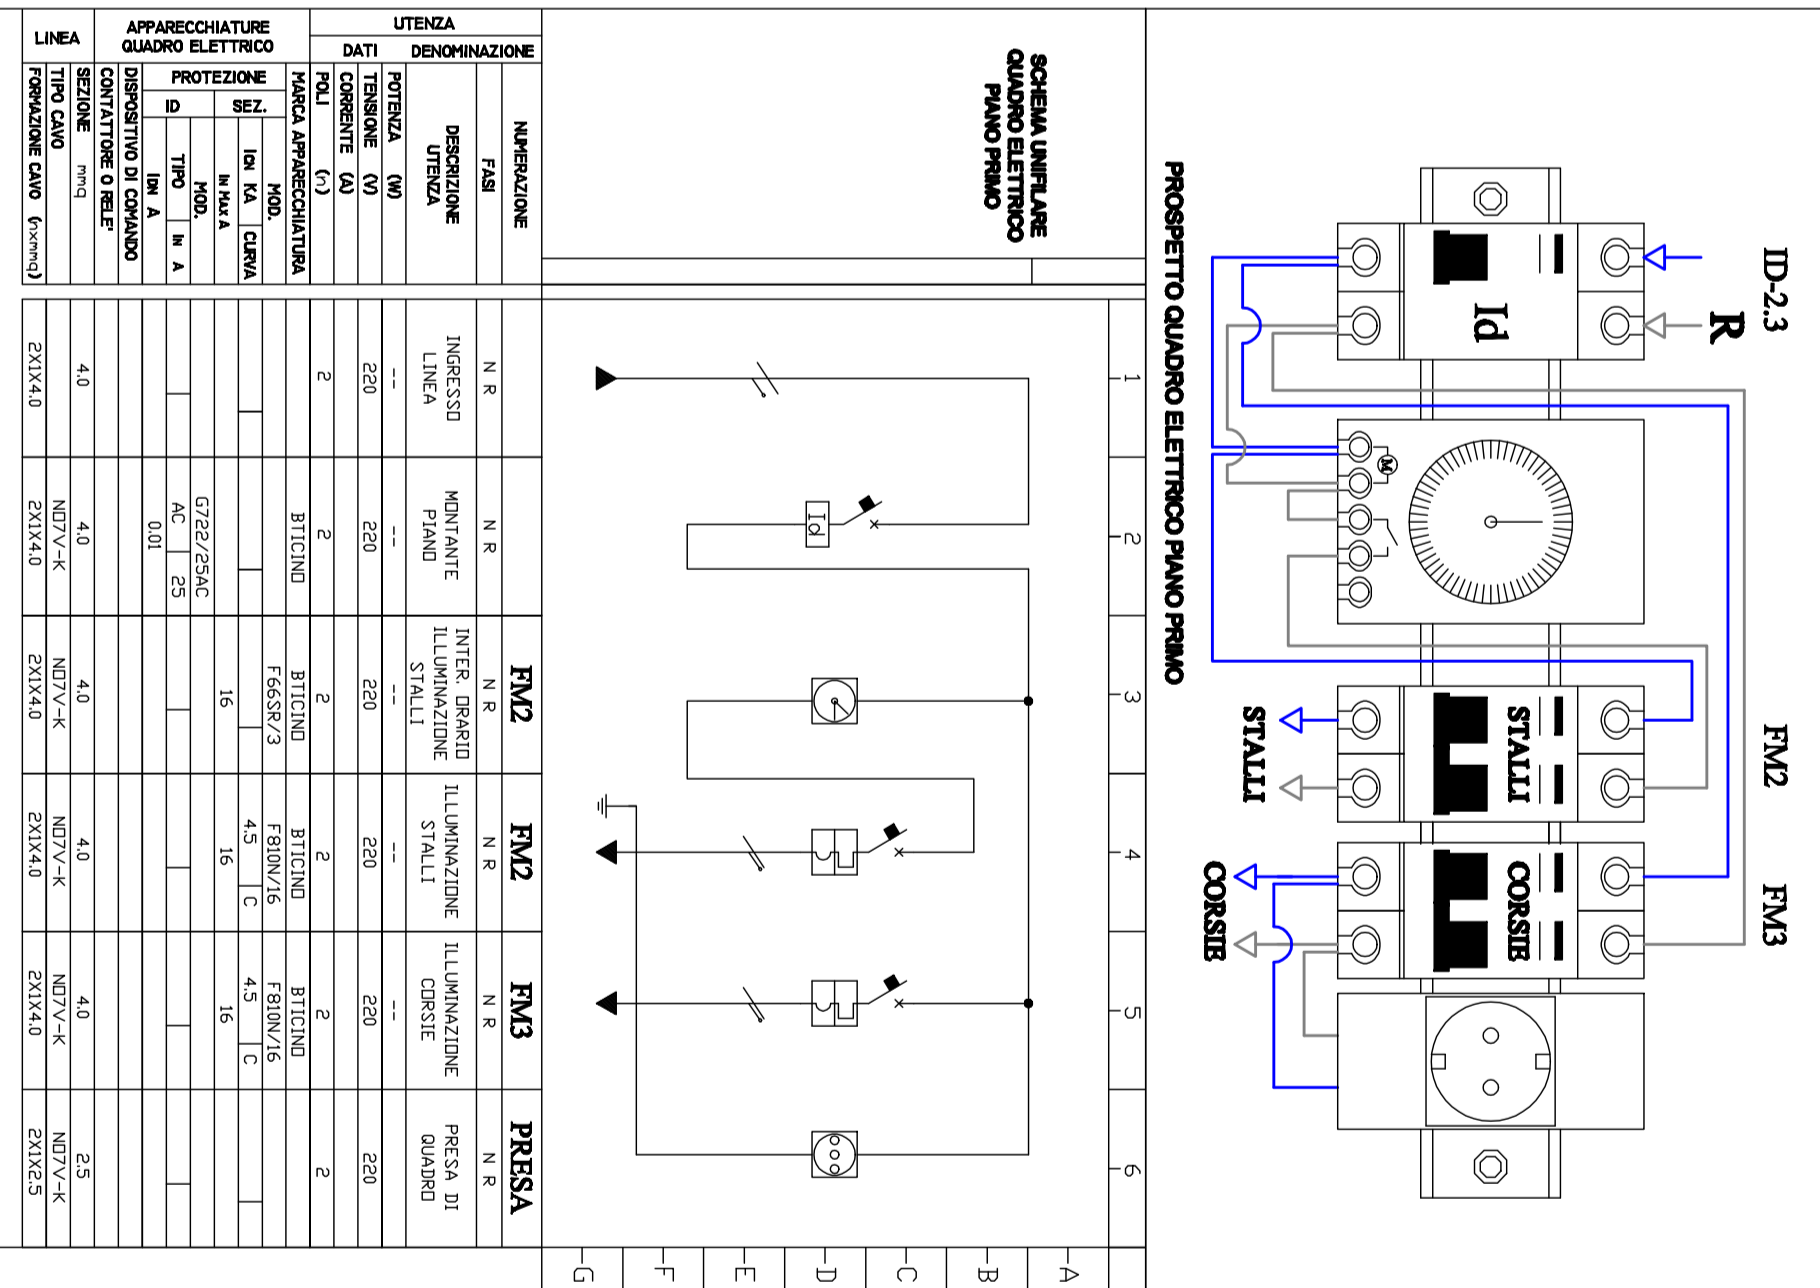 ID-2.3
FM2
FM3
R
Id
M
STALLI
CORSIE
STALLI
CORSIE
PROSPETTO QUADRO ELETTRICO PIANO PRIMO
SCHEMA UNIFILARE
QUADRO ELETTRICO
PIANO PRIMO
1
2
3
4
5
6
A
B
C
D
E
F
G
Id
UTENZA
DENOMINAZIONE
DATI
NUMERAZIONE
FM2
FM2
FM3
PRESA
FASI
N R
N R
N R
N R
N R
N R
DESCRIZIONE
UTENZA
INGRESSO
LINEA
MONTANTE
PIANO
INTER. ORARIO
ILLUMINAZIONE
STALLI
ILLUMINAZIONE
STALLI
ILLUMINAZIONE
CORSIE
PRESA DI
QUADRO
POTENZA (W)
--
--
--
--
--
TENSIONE (V)
220
220
220
220
220
220
CORRENTE (A)
POLI (n)
2
2
2
2
2
2
APPARECCHIATURE
QUADRO ELETTRICO
MARCA APPARECCHIATURA
BTICINO
BTICINO
BTICINO
BTICINO
PROTEZIONE
SEZ.
MOD.
F66SR/3
F810N/16
F810N/16
ION KA
CURVA
4.5
C
4.5
C
IN MAX A
16
16
16
ID
MOD.
G722/25AC
TIPO
IN A
AC
25
IDN A
0.01
DISPOSITIVO DI COMANDO
CONTATTORE O RELE'
LINEA
SEZIONE mmq
4.0
4.0
4.0
4.0
4.0
2.5
TIPO CAVO
NO7V-K
NO7V-K
NO7V-K
NO7V-K
NO7V-K
FORMAZIONE CAVO (nxmmq)
2X1X4.0
2X1X4.0
2X1X4.0
2X1X4.0
2X1X4.0
2X1X2.5